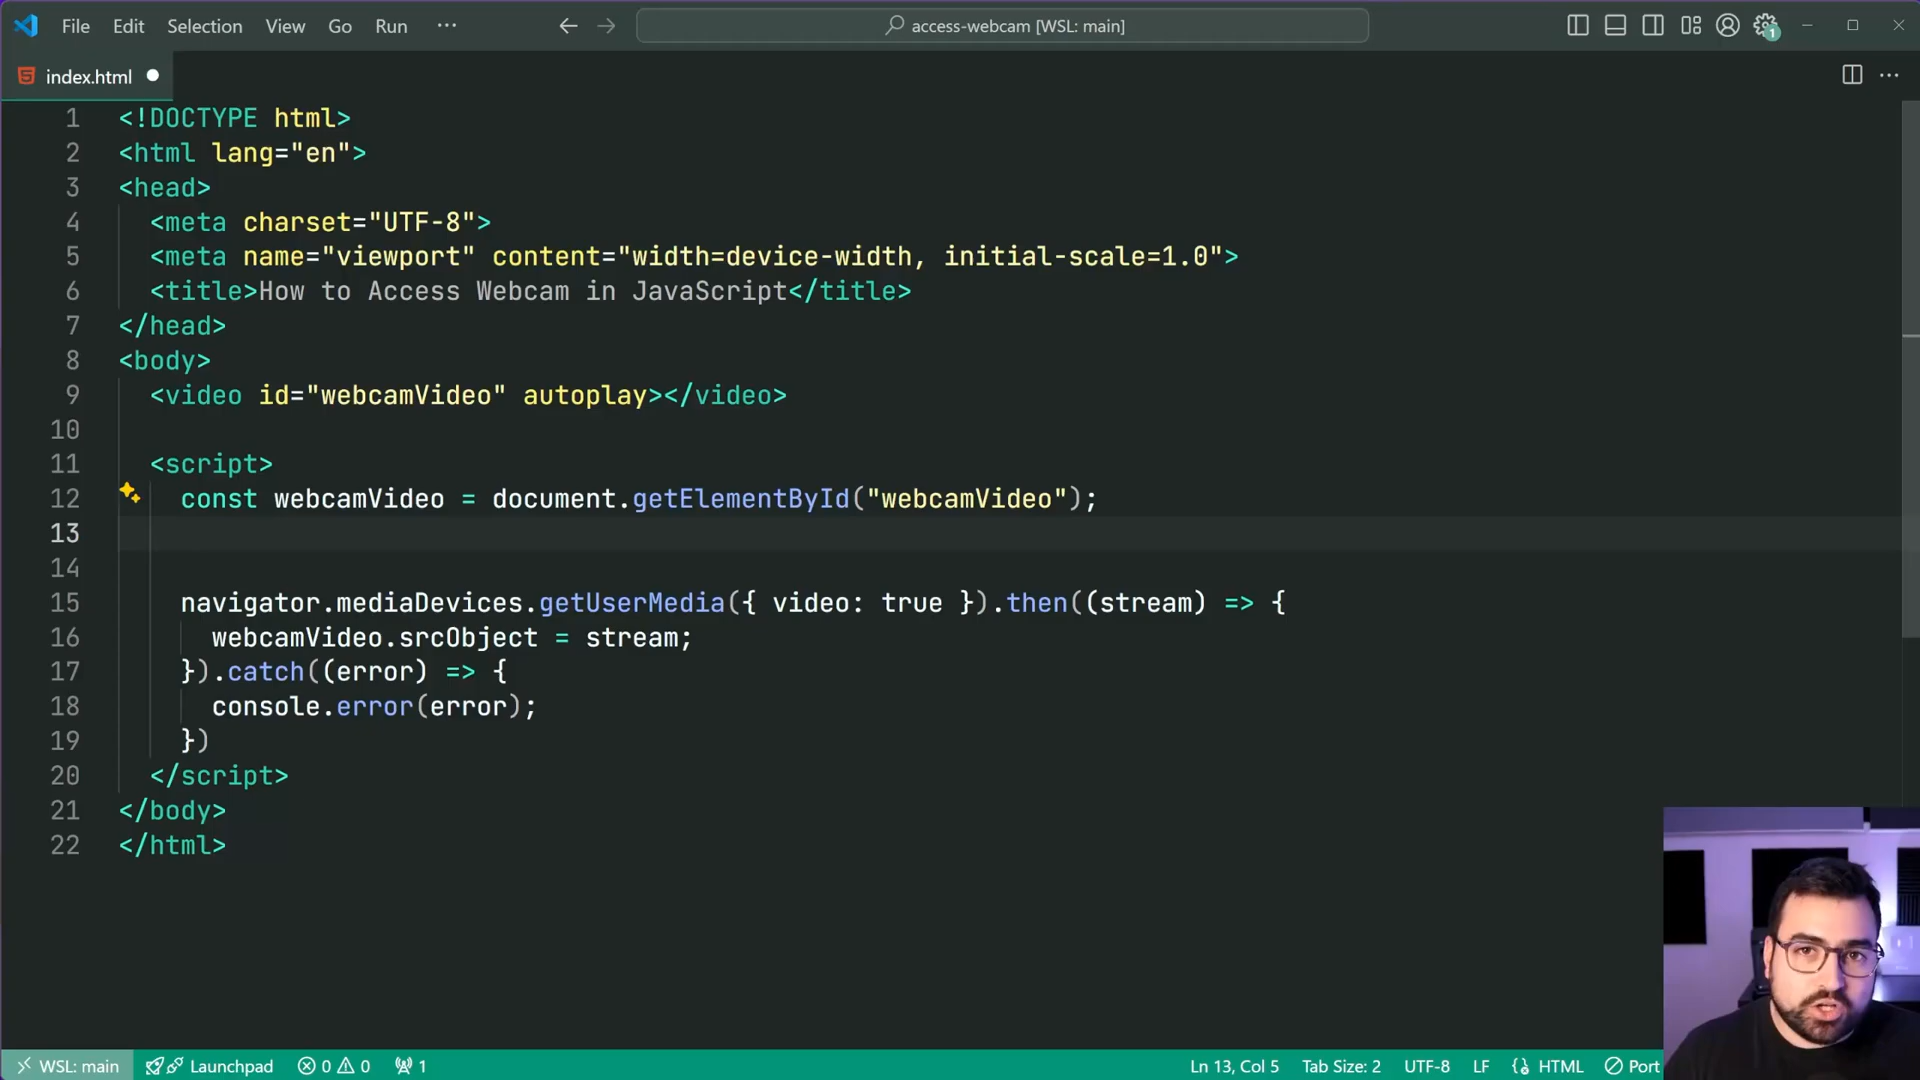 File Edit Selection View Go Run ··· access-webcam [WSL: main] 1
index.html
1 <!DOCTYPE html>
2 <html lang="en">
3 <head>
4 <meta charset="UTF-8">
5 <meta name="viewport" content="width=device-width, initial-scale=1.0">
6 <title>How to Access Webcam in JavaScript</title>
7 </head>
8 <body>
9 <video id="webcamVideo" autoplay></video>
10
11 <script>
12 const webcamVideo = document.getElementById("webcamVideo");
13
14
15 navigator.mediaDevices.getUserMedia({ video: true }).then((stream) => {
16 webcamVideo.srcObject = stream;
17 }).catch((error) => {
18 console.error(error);
19 })
20 </script>
21 </body>
22 </html>
WSL: main Launchpad 0 0 1 Ln 13, Col 5 Tab Size: 2 UTF-8 LF HTML Port